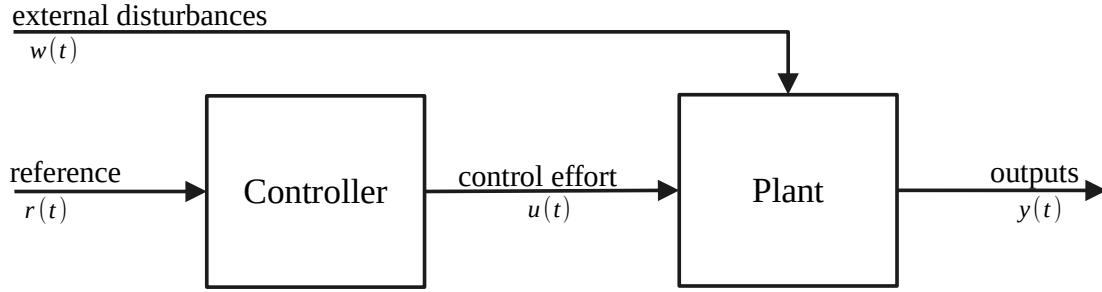 external disturbances
w(t)
reference
r(t)
Controller
control effort
u(t)
Plant
outputs
y(t)